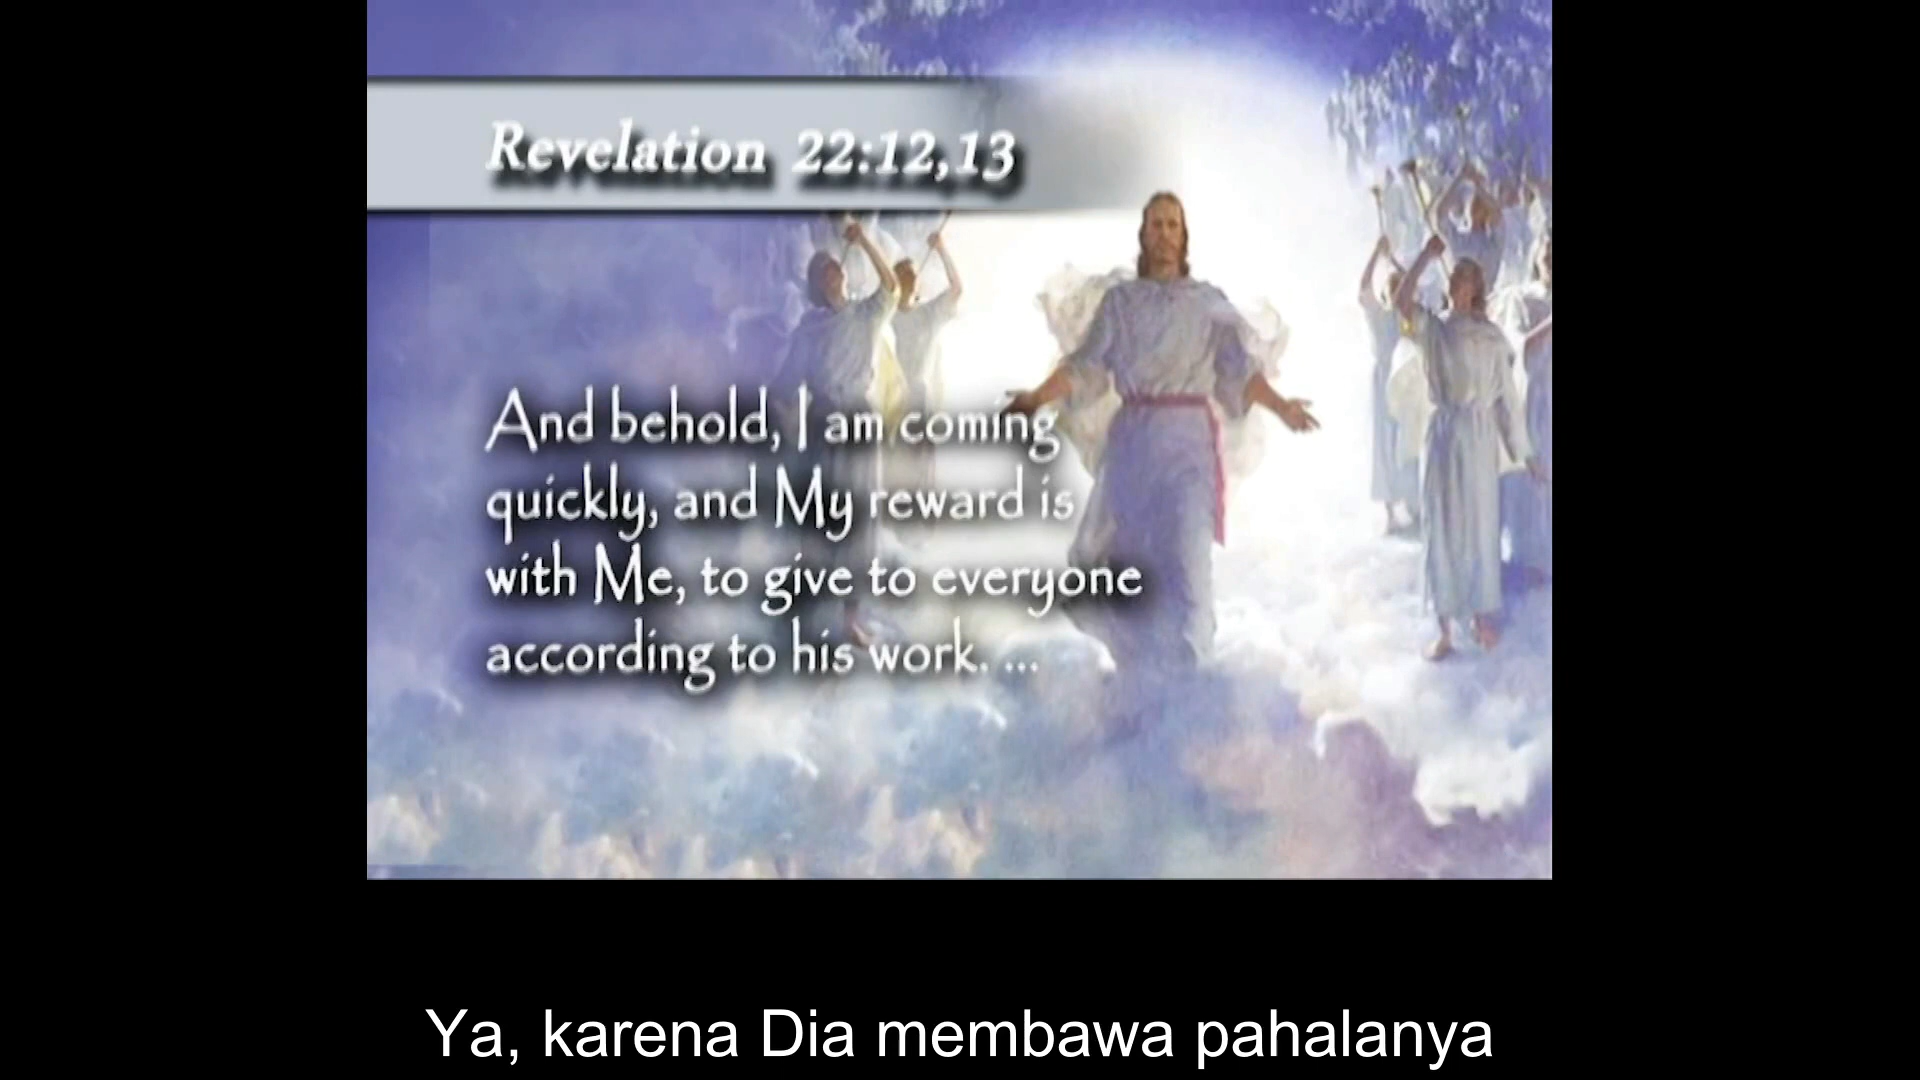 Revelation 22:12,13
And behold, I am coming
quickly, and My reward is
with Me, to give to everyone
according to his work. ...
Ya, karena Dia membawa pahalanya